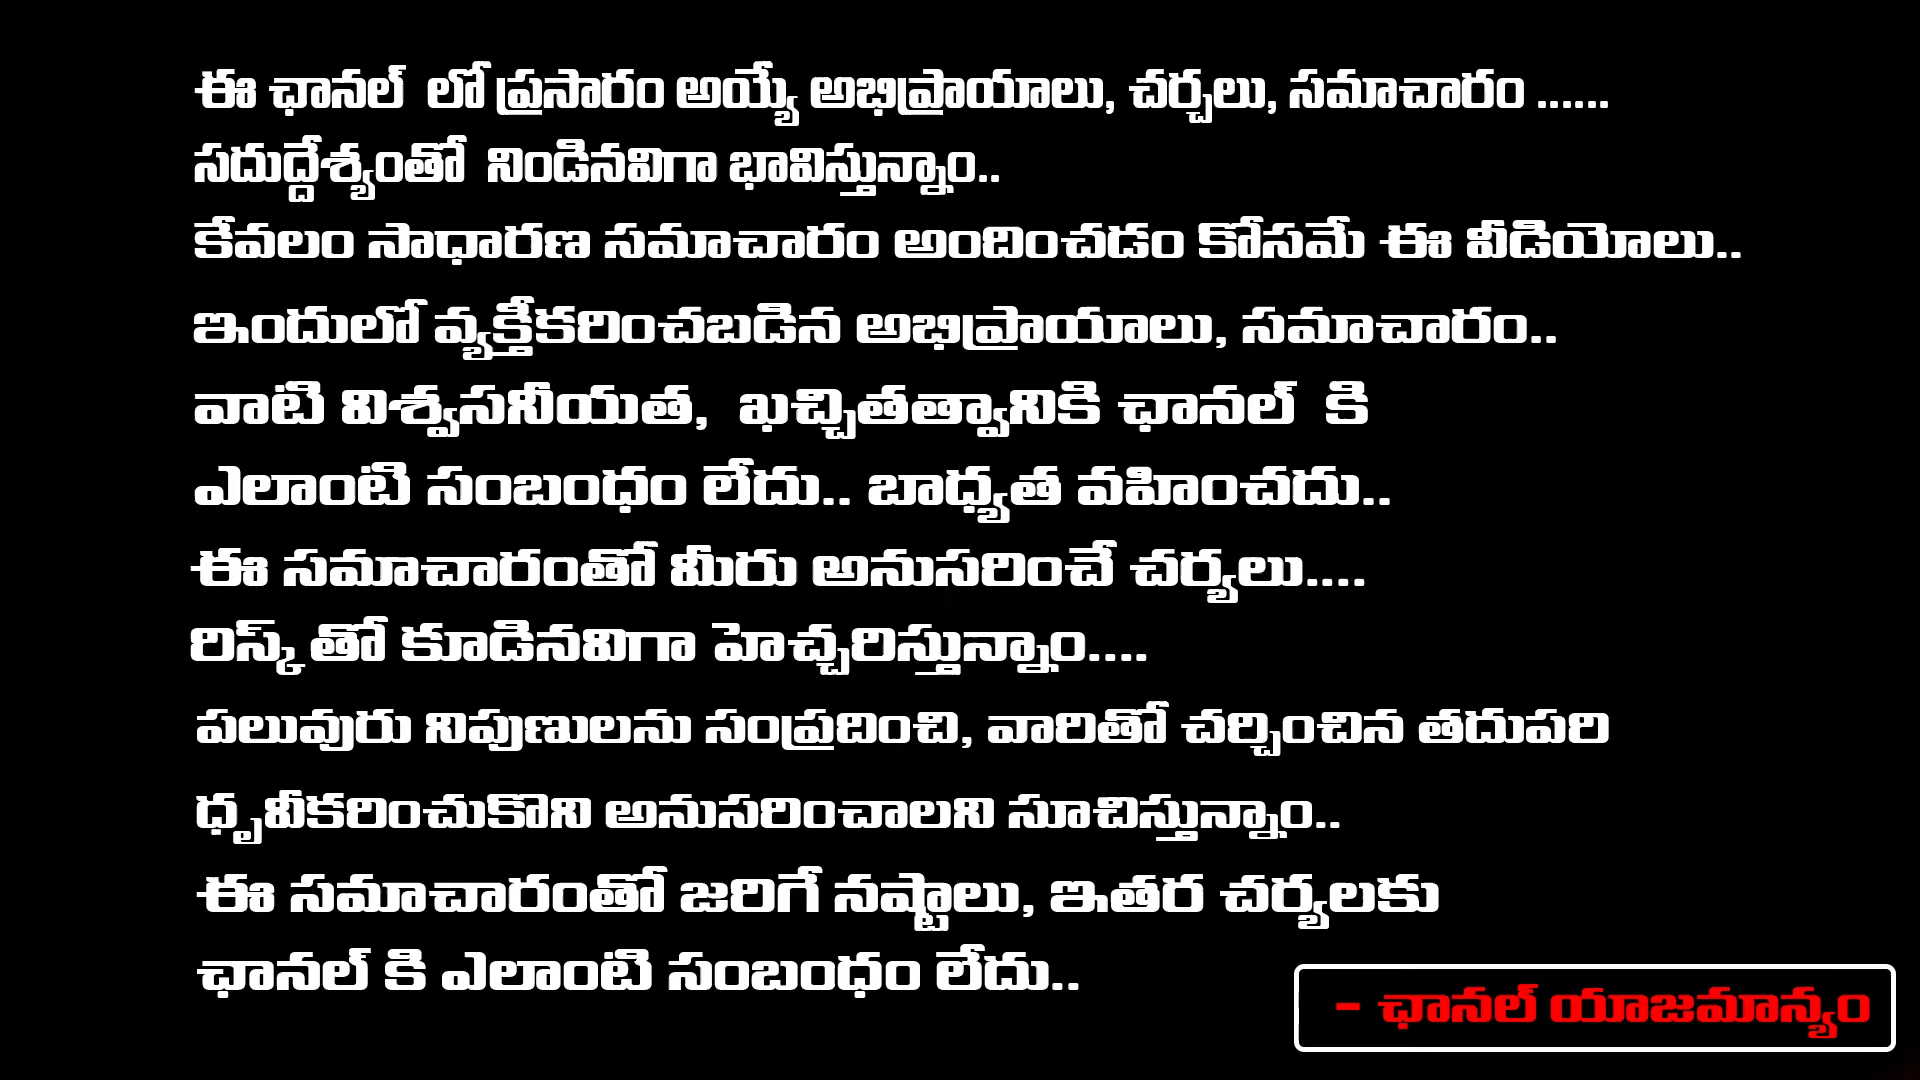 ఈ ఛానల్ లో ప్రసారం అయ్యే అభిప్రాయాలు, చర్చలు, సమాచారం ......
సదుద్దేశ్యంతో నిండినవిగా భావిస్తున్నాం..
కేవలం సాధారణ సమాచారం అందించడం కోసమే ఈ వీడియోలు..
ఇందులో వ్యక్తీకరించబడిన అభిప్రాయాలు, సమాచారం..
వాటి విశ్వసనీయత, ఖచ్చితత్వానికి ఛానల్ కి
ఎలాంటి సంబంధం లేదు.. బాధ్యత వహించదు..
ఈ సమాచారంతో మీరు అనుసరించే చర్యలు....
రిస్క్ తో కూడినవిగా హెచ్చరిస్తున్నాం....
పలువురు నిపుణులను సంప్రదించి, వారితో చర్చించిన తదుపరి
ధృవీకరించుకొని అనుసరించాలని సూచిస్తున్నాం..
ఈ సమాచారంతో జరిగే నష్టాలు, ఇతర చర్యలకు
ఛానల్ కి ఎలాంటి సంబంధం లేదు..
- ఛానల్ యాజమాన్యం